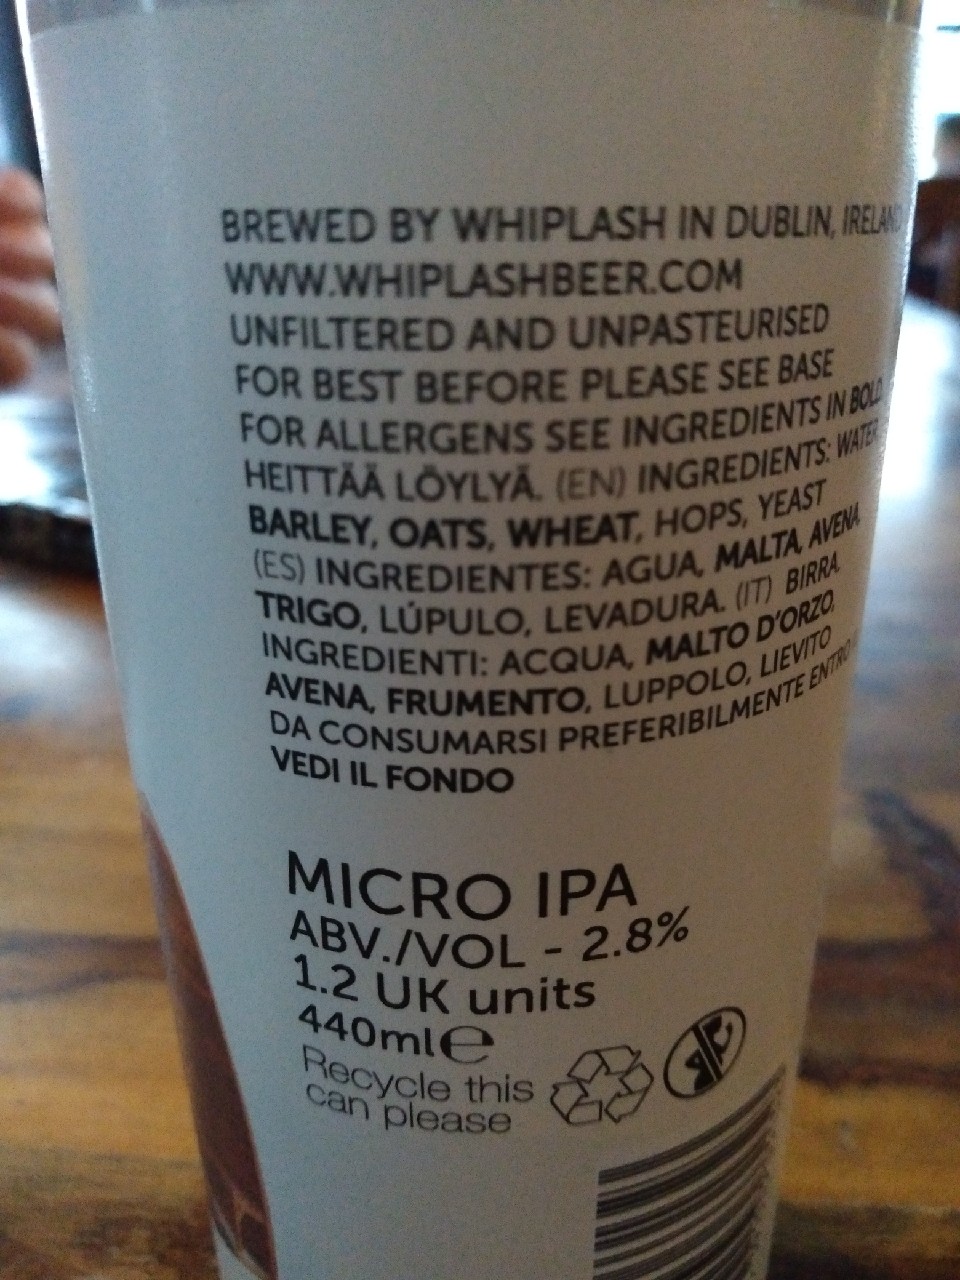 BREWED BY WHIPLASH IN DUBLIN, IRELAND
WWW.WHIPLASHBEER.COM
UNFILTERED AND UNPASTEURISED
FOR BEST BEFORE PLEASE SEE BASE
FOR ALLERGENS SEE INGREDIENTS IN BOLD.
HEITTÄÄ LÖYLYÄ. (EN) INGREDIENTS: WATER,
BARLEY, OATS, WHEAT, HOPS, YEAST
(ES) INGREDIENTES: AGUA, MALTA, AVENA,
TRIGO, LÚPULO, LEVADURA. (IT) BIRRA.
INGREDIENTI: ACQUA, MALTO D'ORZO,
AVENA, FRUMENTO, LUPPOLO, LIEVITO
DA CONSUMARSI PREFERIBILMENTE ENTRO
VEDI IL FONDO
MICRO IPA
ABV./VOL - 2.8%
1.2 UK units
440ml℮
Recycle this
can please